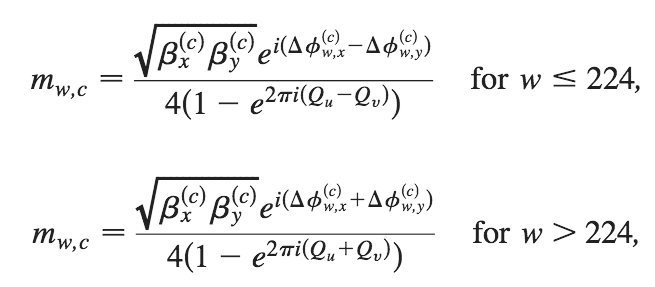 $m_{w,c} = \frac{\sqrt{\beta_x^{(c)} \beta_y^{(c)}} e^{i(\Delta\phi_{w,x}^{(c)} - \Delta\phi_{w,y}^{(c)})}}{4(1 - e^{2\pi i(Q_u - Q_v)})}$ for $w \leq 224$,
$m_{w,c} = \frac{\sqrt{\beta_x^{(c)} \beta_y^{(c)}} e^{i(\Delta\phi_{w,x}^{(c)} + \Delta\phi_{w,y}^{(c)})}}{4(1 - e^{2\pi i(Q_u + Q_v)})}$ for $w > 224$,